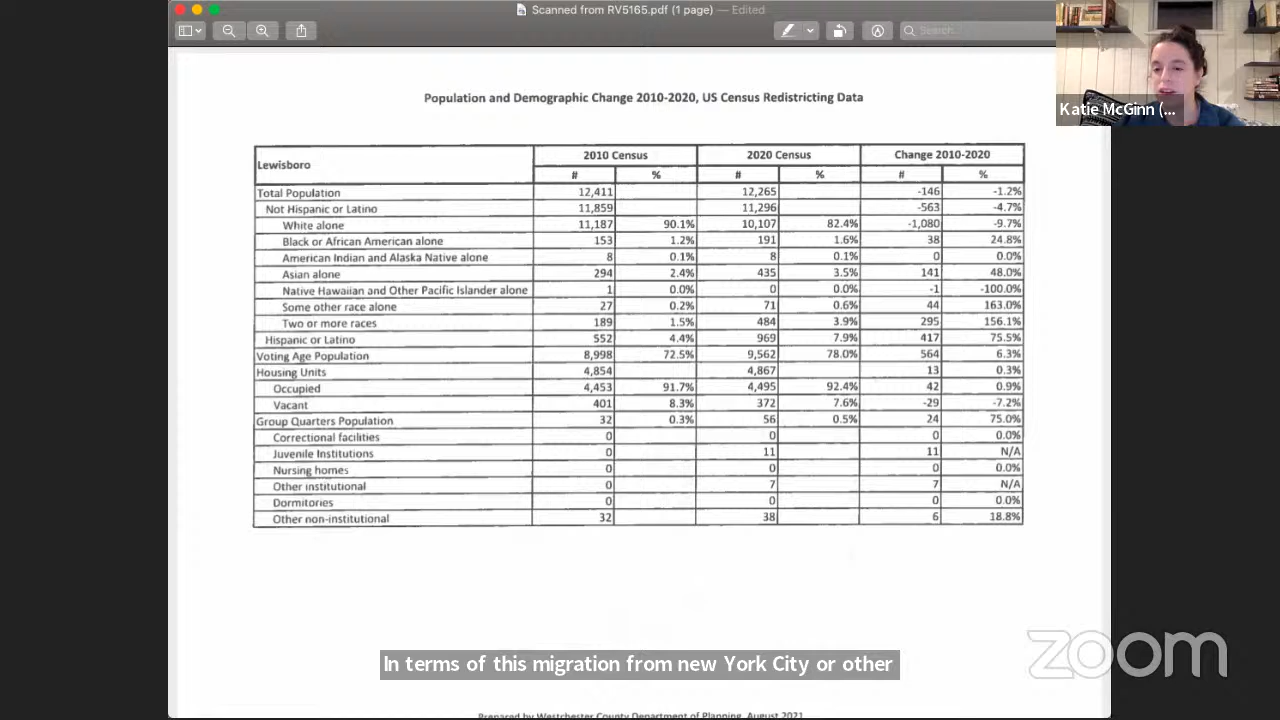 Scanned from RV5165.pdf (1 page) — Edited
Search
Katie McGinn (...
Population and Demographic Change 2010-2020, US Census Redistricting Data
Lewisboro 2010 Census 2020 Census Change 2010-2020
# % # % # %
Total Population 12,411 12,265 -146 -1.2%
Not Hispanic or Latino 11,859 11,296 -563 -4.7%
White alone 11,187 90.1% 10,107 82.4% -1,080 -9.7%
Black or African American alone 153 1.2% 191 1.6% 38 24.8%
American Indian and Alaska Native alone 8 0.1% 8 0.1% 0 0.0%
Asian alone 294 2.4% 435 3.5% 141 48.0%
Native Hawaiian and Other Pacific Islander alone 1 0.0% 0 0.0% -1 -100.0%
Some other race alone 27 0.2% 71 0.6% 44 163.0%
Two or more races 189 1.5% 484 3.9% 295 156.1%
Hispanic or Latino 552 4.4% 969 7.9% 417 75.5%
Voting Age Population 8,998 72.5% 9,562 78.0% 564 6.3%
Housing Units 4,854 4,867 13 0.3%
Occupied 4,453 91.7% 4,495 92.4% 42 0.9%
Vacant 401 8.3% 372 7.6% -29 -7.2%
Group Quarters Population 32 0.3% 56 0.5% 24 75.0%
Correctional facilities 0 0 0 0.0%
Juvenile Institutions 0 11 11 N/A
Nursing homes 0 0 0 0.0%
Other institutional 0 7 7 N/A
Dormitories 0 0 0 0.0%
Other non-institutional 32 38 6 18.8%
In terms of this migration from new York City or other
zoom
Prepared by Westchester County Department of Planning, August 2021